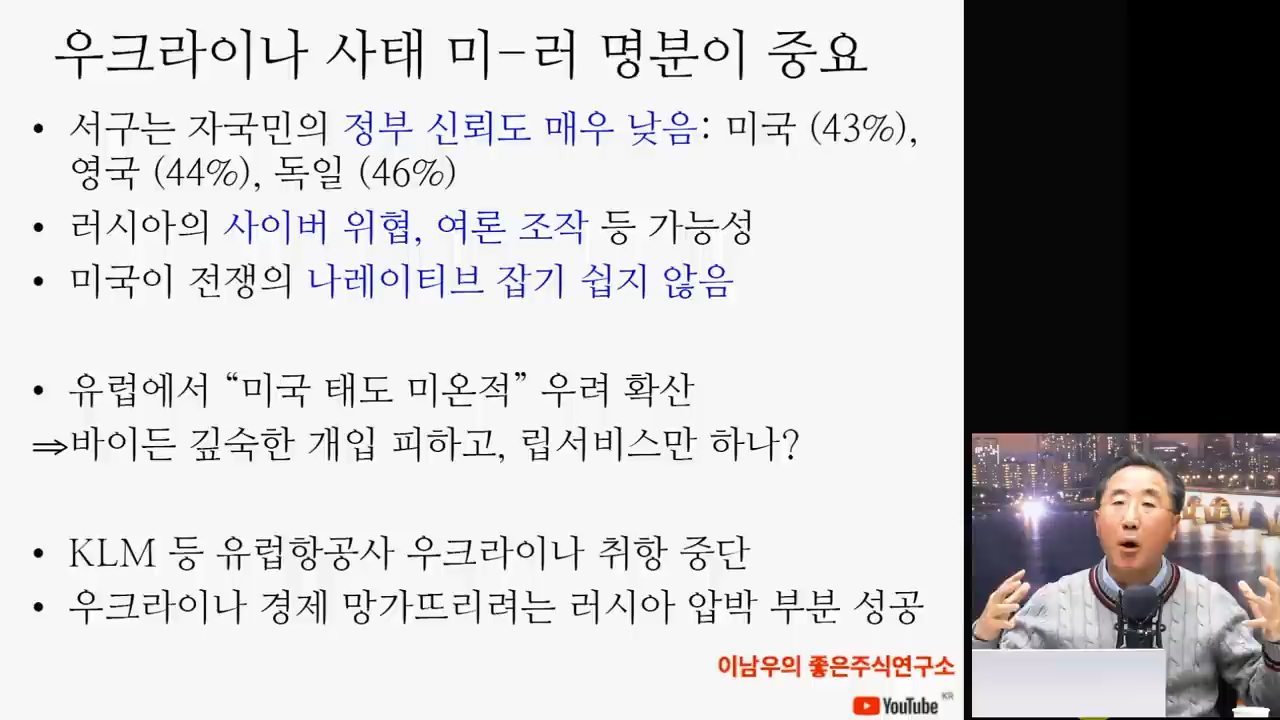 우크라이나 사태 미-러 명분이 중요
• 서구는 자국민의 정부 신뢰도 매우 낮음: 미국 (43%),
영국 (44%), 독일 (46%)
• 러시아의 사이버 위협, 여론 조작 등 가능성
• 미국이 전쟁의 나레이티브 잡기 쉽지 않음
• 유럽에서 “미국 태도 미온적” 우려 확산
⇒바이든 깊숙한 개입 피하고, 립서비스만 하나?
• KLM 등 유럽항공사 우크라이나 취항 중단
• 우크라이나 경제 망가뜨리려는 러시아 압박 부분 성공
이남우의 좋은주식연구소
YouTube KR